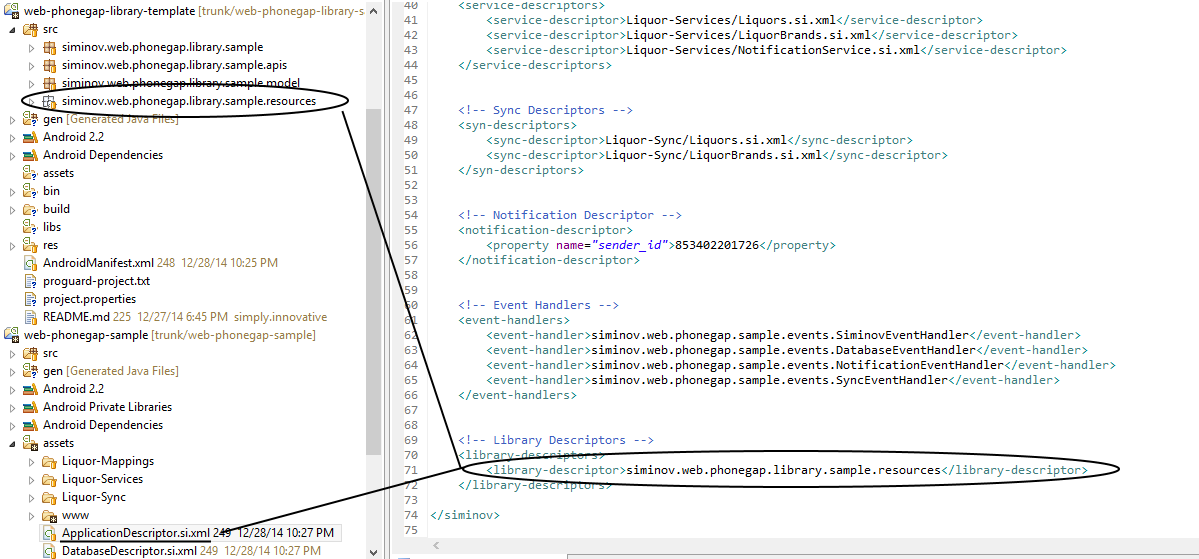 web-phonegap-library-template [trunk/web-phonegap-library-s
src
siminov.web.phonegap.library.sample
siminov.web.phonegap.library.sample.apis
siminov.web.phonegap.library.sample.model
siminov.web.phonegap.library.sample.resources
gen [Generated Java Files]
Android 2.2
Android Dependencies
assets
bin
build
libs
res
AndroidManifest.xml 248 12/28/14 10:25 PM
proguard-project.txt
project.properties
README.md 225 12/27/14 6:45 PM simply.innovative
web-phonegap-sample [trunk/web-phonegap-sample]
src
gen [Generated Java Files]
Android 2.2
Android Private Libraries
Android Dependencies
assets
Liquor-Mappings
Liquor-Services
Liquor-Sync
www
ApplicationDescriptor.si.xml 249 12/28/14 10:27 PM
DatabaseDescriptor.si.xml 249 12/28/14 10:27 PM
40 <service-descriptors>
41 <service-descriptor>Liquor-Services/Liquors.si.xml</service-descriptor>
42 <service-descriptor>Liquor-Services/LiquorBrands.si.xml</service-descriptor>
43 <service-descriptor>Liquor-Services/NotificationService.si.xml</service-descriptor>
44 </service-descriptors>
45
46
47 <!-- Sync Descriptors -->
48 <syn-descriptors>
49 <sync-descriptor>Liquor-Sync/Liquors.si.xml</sync-descriptor>
50 <sync-descriptor>Liquor-Sync/LiquorBrands.si.xml</sync-descriptor>
51 </syn-descriptors>
52
53
54 <!-- Notification Descriptor -->
55 <notification-descriptor>
56 <property name="sender_id">853402201726</property>
57 </notification-descriptor>
58
59
60 <!-- Event Handlers -->
61 <event-handlers>
62 <event-handler>siminov.web.phonegap.sample.events.SiminovEventHandler</event-handler>
63 <event-handler>siminov.web.phonegap.sample.events.DatabaseEventHandler</event-handler>
64 <event-handler>siminov.web.phonegap.sample.events.NotificationEventHandler</event-handler>
65 <event-handler>siminov.web.phonegap.sample.events.SyncEventHandler</event-handler>
66 </event-handlers>
67
68
69 <!-- Library Descriptors -->
70 <library-descriptors>
71 <library-descriptor>siminov.web.phonegap.library.sample.resources</library-descriptor>
72 </library-descriptors>
73
74 </siminov>
75